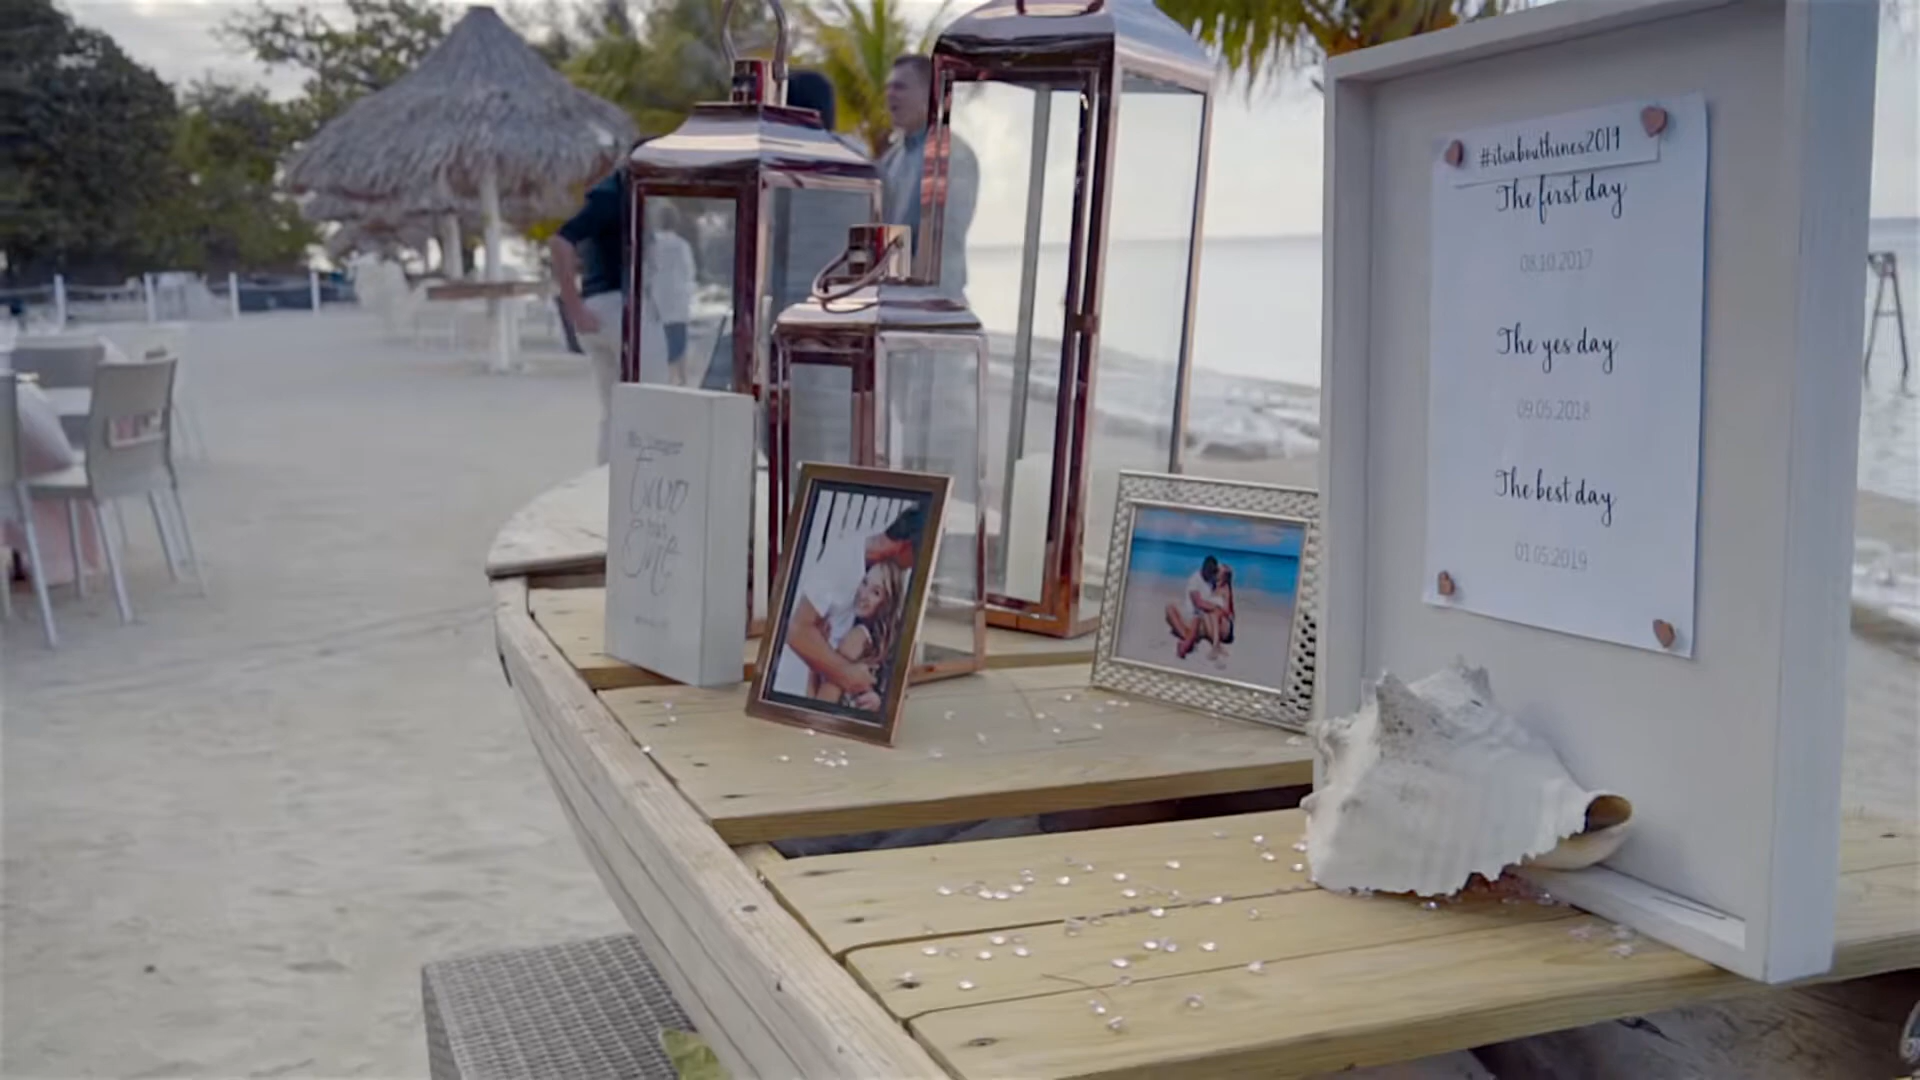 #itsabouthines2019
The first day
08.10.2017
The yes day
09.05.2018
The best day
01.05.2019
Two
One